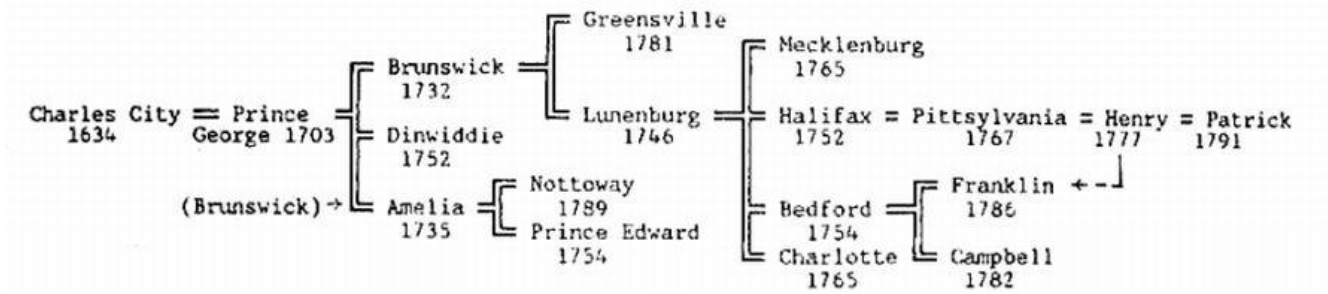 Greensville
1781
Mecklenburg
1765
Brunswick
1732
Charles City = Prince
1634 George 1703
Lunenburg
1746
Halifax = Pittsylvania = Henry = Patrick
1752 1767 1777 1791
Dinwiddie
1752
Nottoway
1789
Franklin
1786
(Brunswick) → Amelia
1735
Bedford
1754
Prince Edward
1754
Charlotte
1765
Campbell
1782